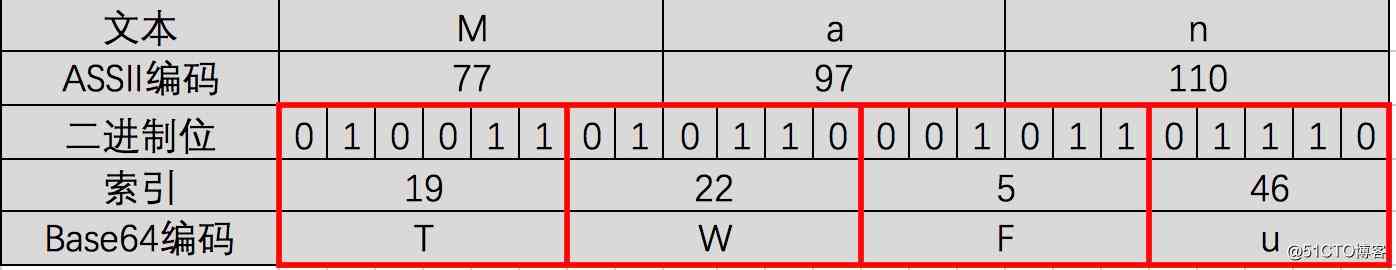 文本 M a n
ASSII编码 77 97 110
二进制位 0 1 0 0 1 1 0 1 0 1 1 0 0 0 1 0 1 1 0 1 1 1 0
索引 19 22 5 46
Base64编码 T W F u
@51CTO博客